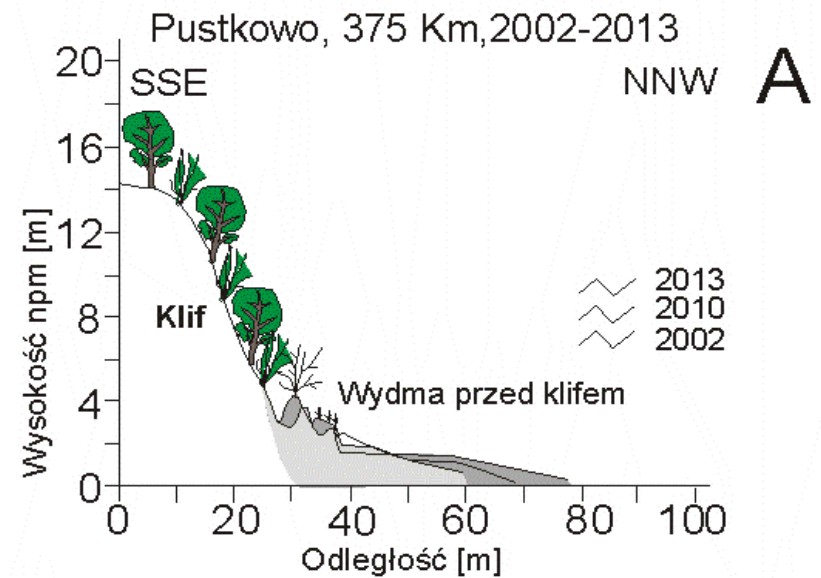 Pustkowo, 375 Km,2002-2013
A
SSE
NNW
20
16
12
8
4
0
Wysokość npm [m]
Klif
2013
2010
2002
Wydma przed klifem
0 20 40 60 80 100
Odległość [m]